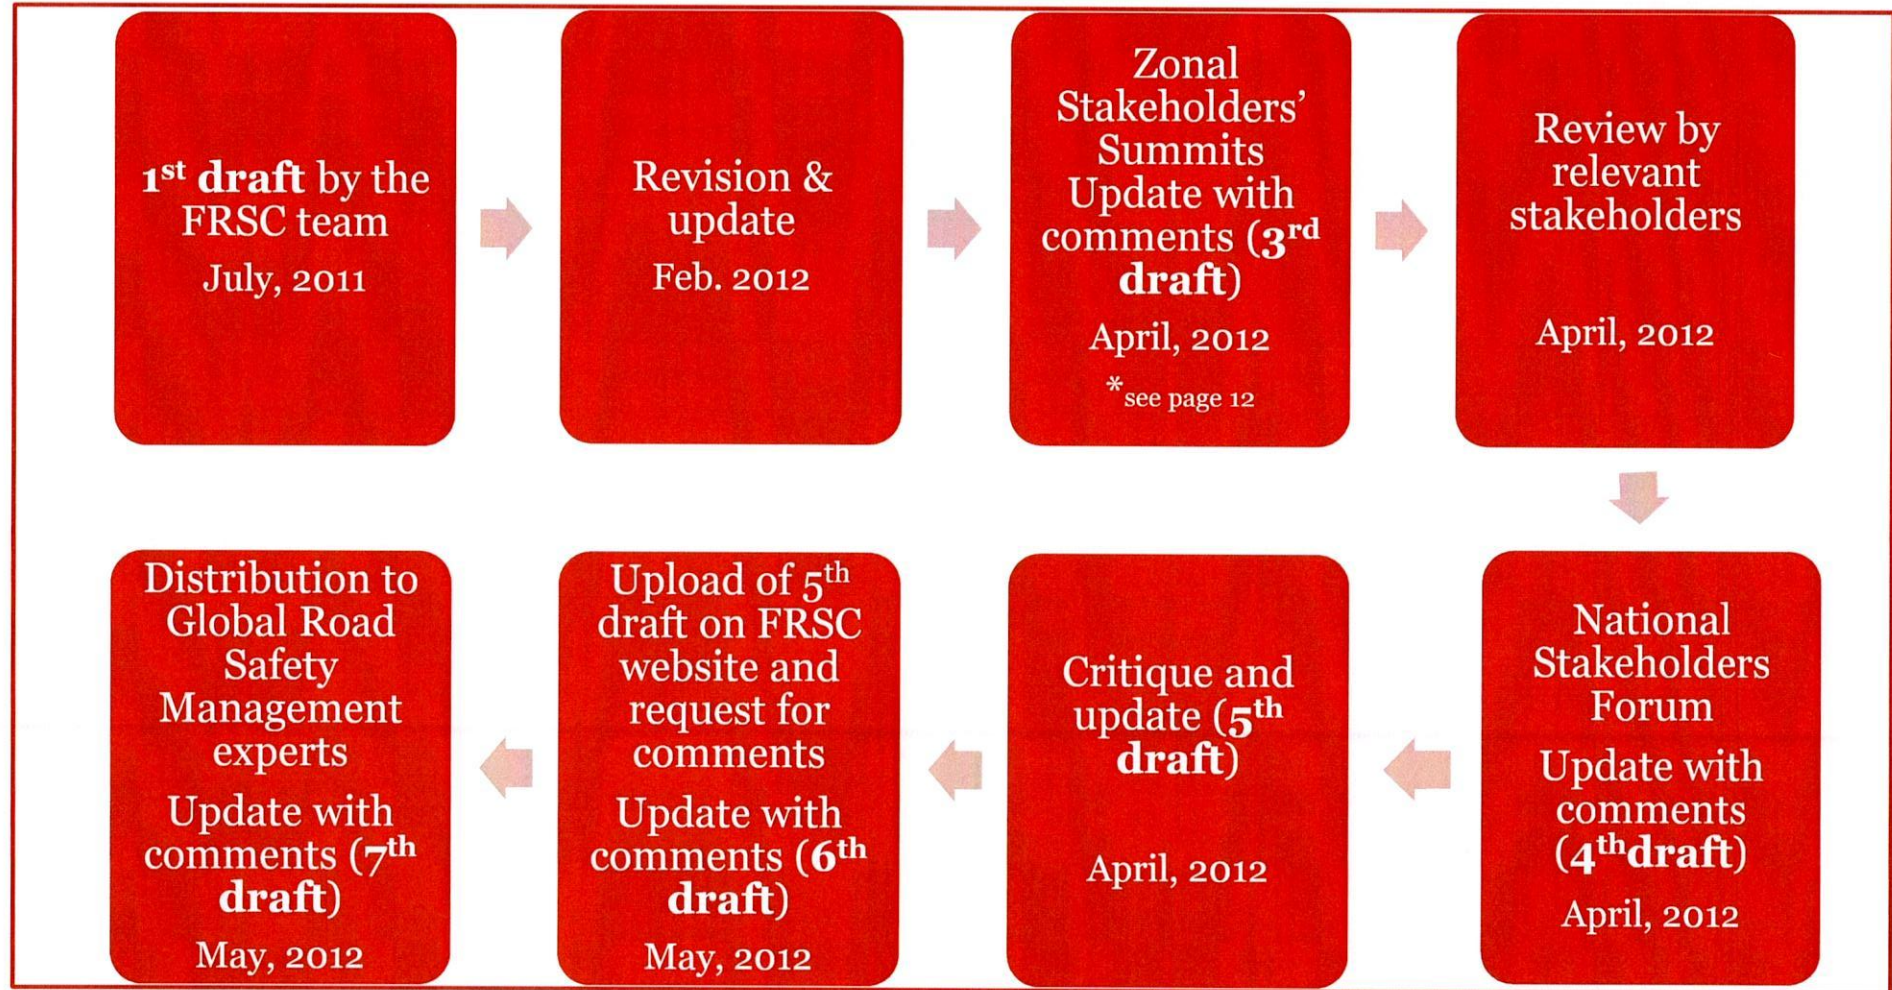 1st draft by the
FRSC team
July, 2011
Revision &
update
Feb. 2012
Zonal
Stakeholders’
Summits
Update with
comments (3rd
draft)
April, 2012
*see page 12
Review by
relevant
stakeholders
April, 2012
National
Stakeholders
Forum
Update with
comments
(4thdraft)
April, 2012
Critique and
update (5th
draft)
April, 2012
Upload of 5th
draft on FRSC
website and
request for
comments
Update with
comments (6th
draft)
May, 2012
Distribution to
Global Road
Safety
Management
experts
Update with
comments (7th
draft)
May, 2012